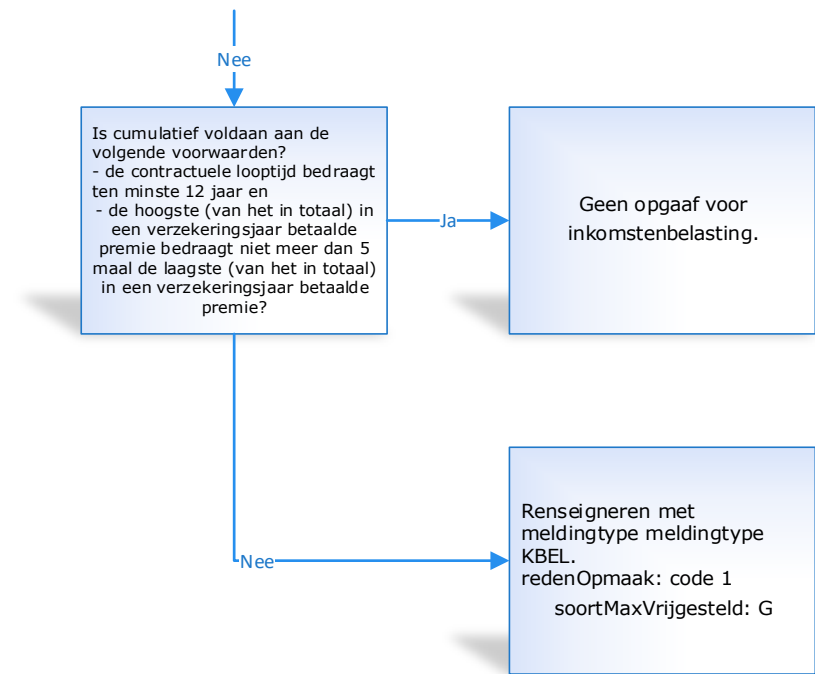 Nee
Is cumulatief voldaan aan de
volgende voorwaarden?
- de contractuele looptijd bedraagt
ten minste 12 jaar en
- de hoogste (van het in totaal) in
een verzekeringsjaar betaalde
premie bedraagt niet meer dan 5
maal de laagste (van het in totaal)
in een verzekeringsjaar betaalde
premie?
Ja
Geen opgaaf voor
inkomstenbelasting.
Nee
Renseigneren met
meldingtype meldingtype
KBEL.
redenOpmaak: code 1
soortMaxVrijgesteld: G